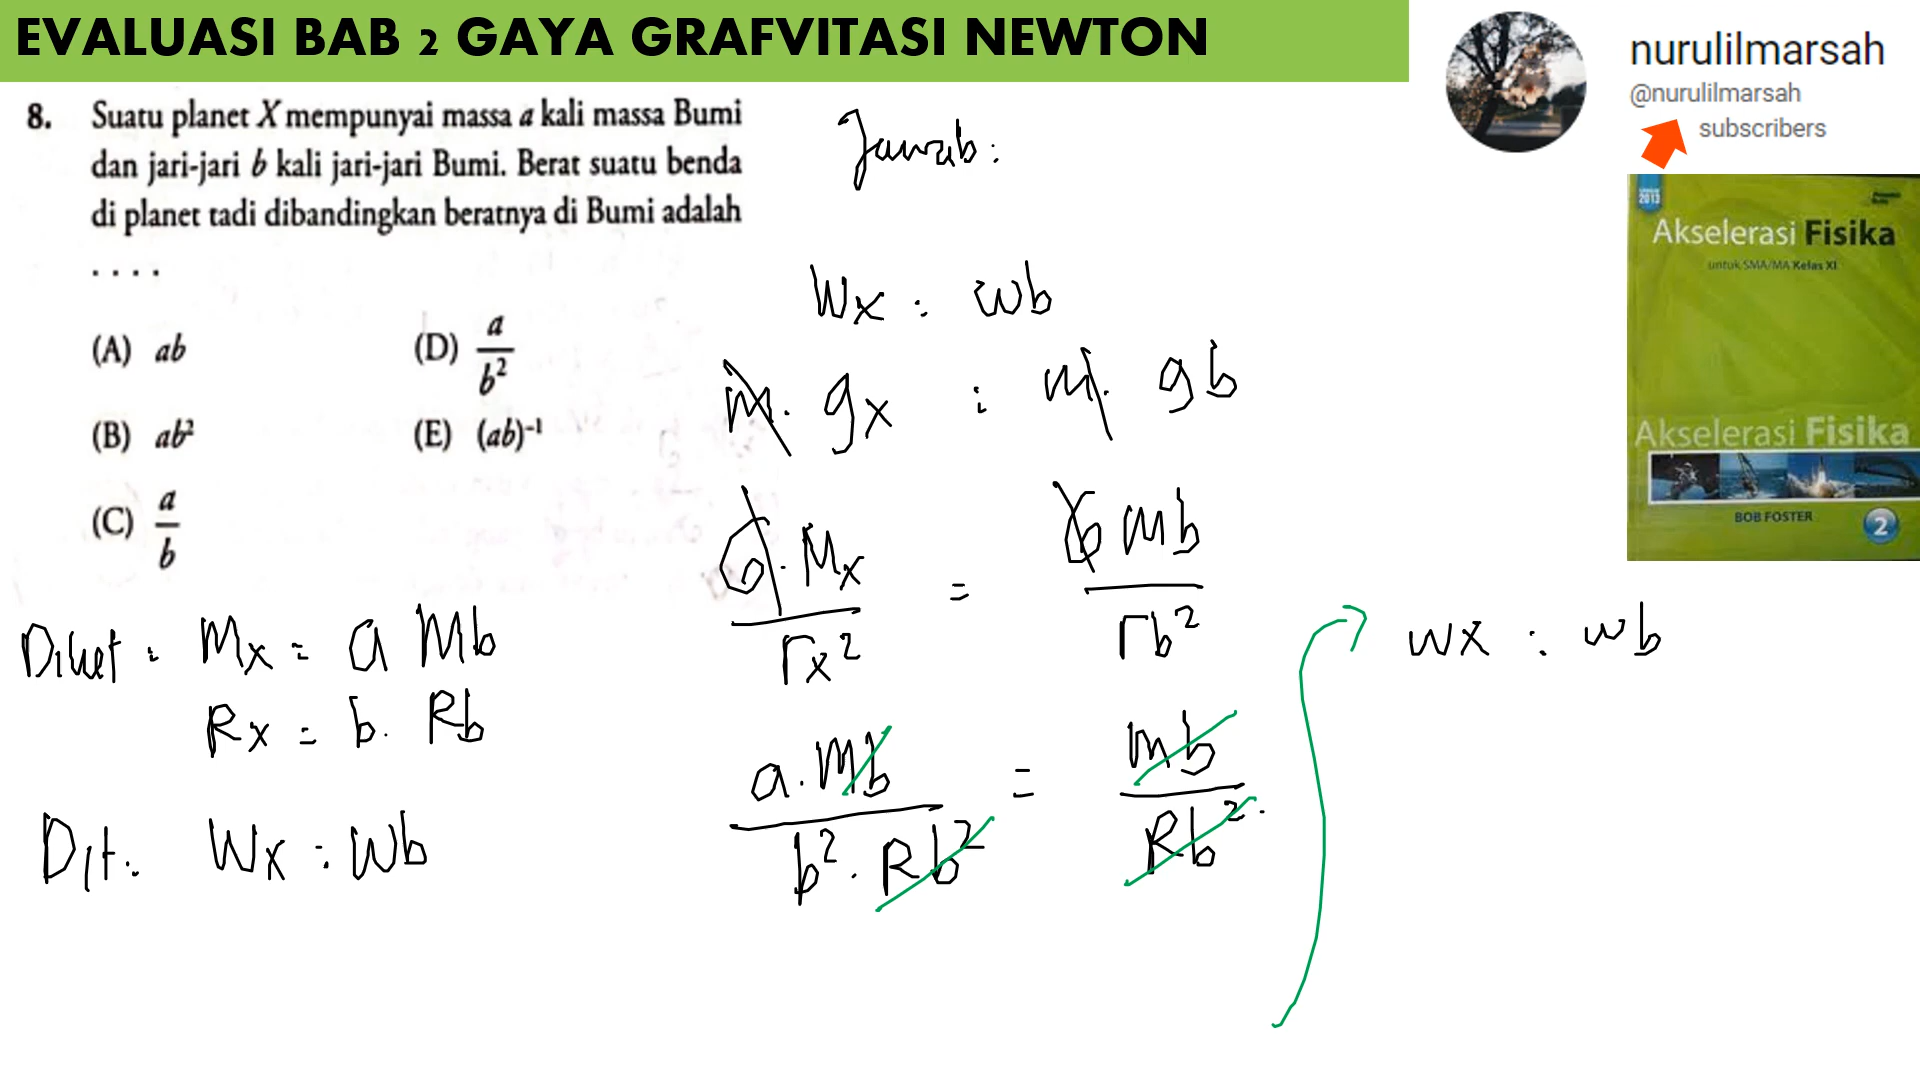 EVALUASI BAB 2 GAYA GRAFVITASI NEWTON
nurulilmarsah
@nurulilmarsah
subscribers
8. Suatu planet X mempunyai massa a kali massa Bumi
dan jari-jari b kali jari-jari Bumi. Berat suatu benda
di planet tadi dibandingkan beratnya di Bumi adalah
. . . .
(A) ab
(B) ab²
(C) a/b
(D) a/b²
(E) (ab)⁻¹
Diket : Mx = a Mb
Rx = b. Rb
Dit: Wx : Wb
Jawab:
Wx : wb
m. gx : m. gb
G. Mx / rx² = G Mb / rb²
a. Mb / b². Rb² = mb / Rb².
wx : wb
2013
Akselerasi Fisika
untuk SMA/MA Kelas XI
Akselerasi Fisika
BOB FOSTER
2